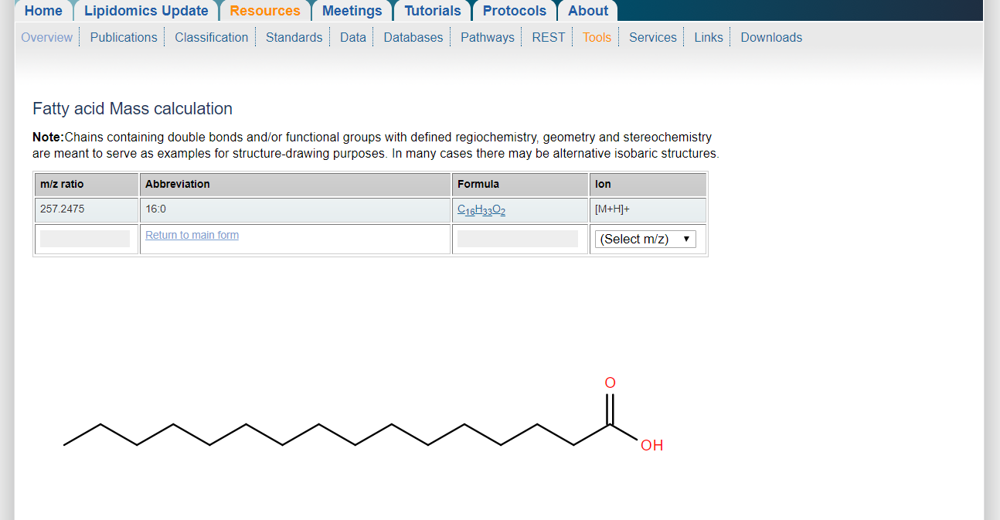 Home Lipidomics Update Resources Meetings Tutorials Protocols About
Overview Publications Classification Standards Data Databases Pathways REST Tools Services Links Downloads
Fatty acid Mass calculation
Note:Chains containing double bonds and/or functional groups with defined regiochemistry, geometry and stereochemistry
are meant to serve as examples for structure-drawing purposes. In many cases there may be alternative isobaric structures.
m/z ratio Abbreviation Formula Ion
257.2475 16:0 C16H33O2 [M+H]+
Return to main form (Select m/z)
O
OH